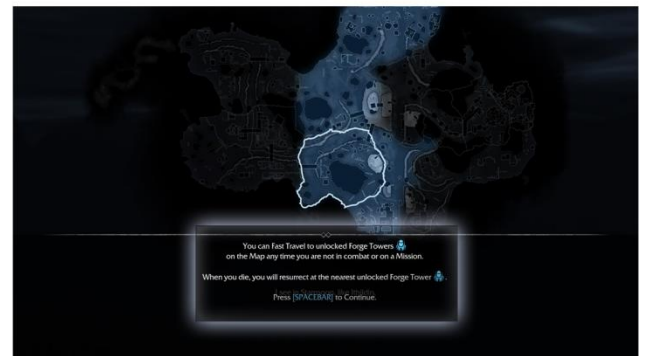 You can Fast Travel to unlocked Forge Towers
on the Map any time you are not in combat or on a Mission.
When you die, you will resurrect at the nearest unlocked Forge Tower .
Press [SPACEBAR] to Continue.